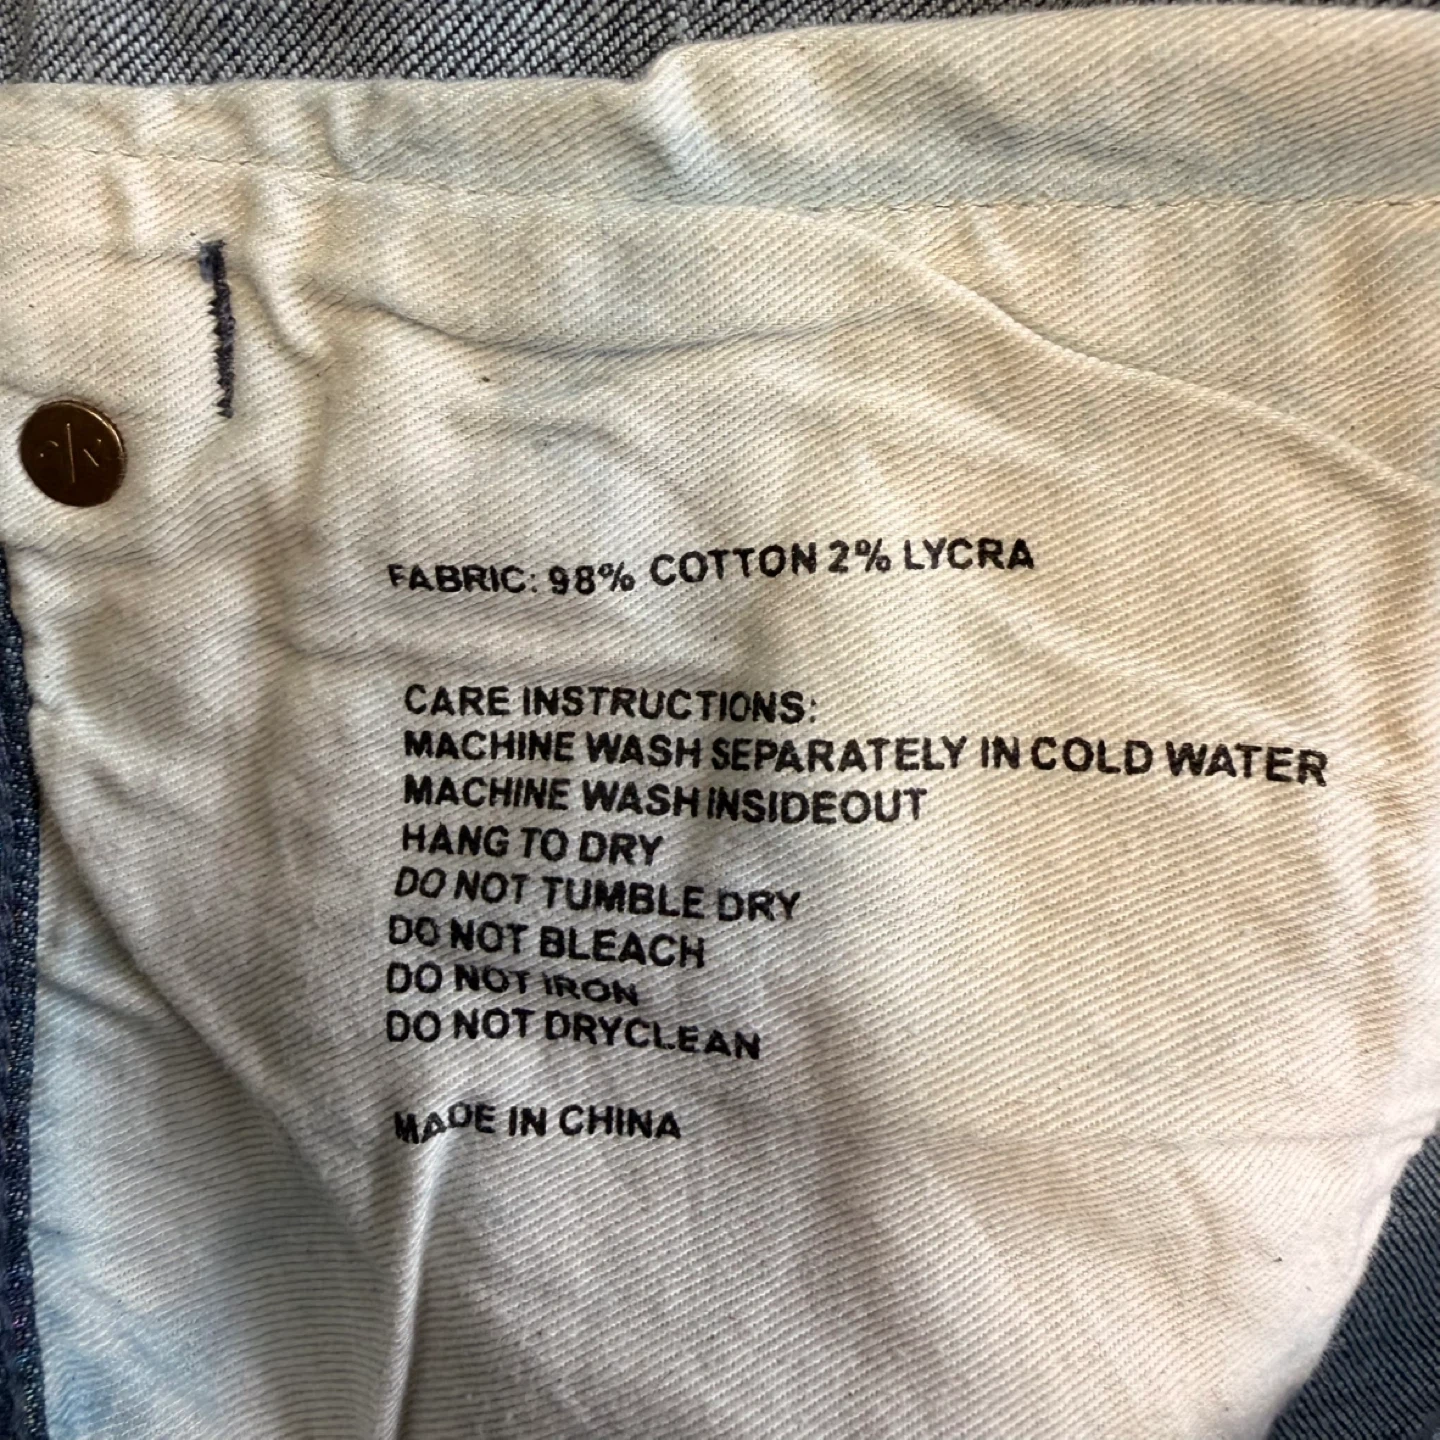 FABRIC: 98% COTTON 2% LYCRA
CARE INSTRUCTIONS:
MACHINE WASH SEPARATELY IN COLD WATER
MACHINE WASH INSIDEOUT
HANG TO DRY
DO NOT TUMBLE DRY
DO NOT BLEACH
DO NOT IRON
DO NOT DRYCLEAN
MADE IN CHINA